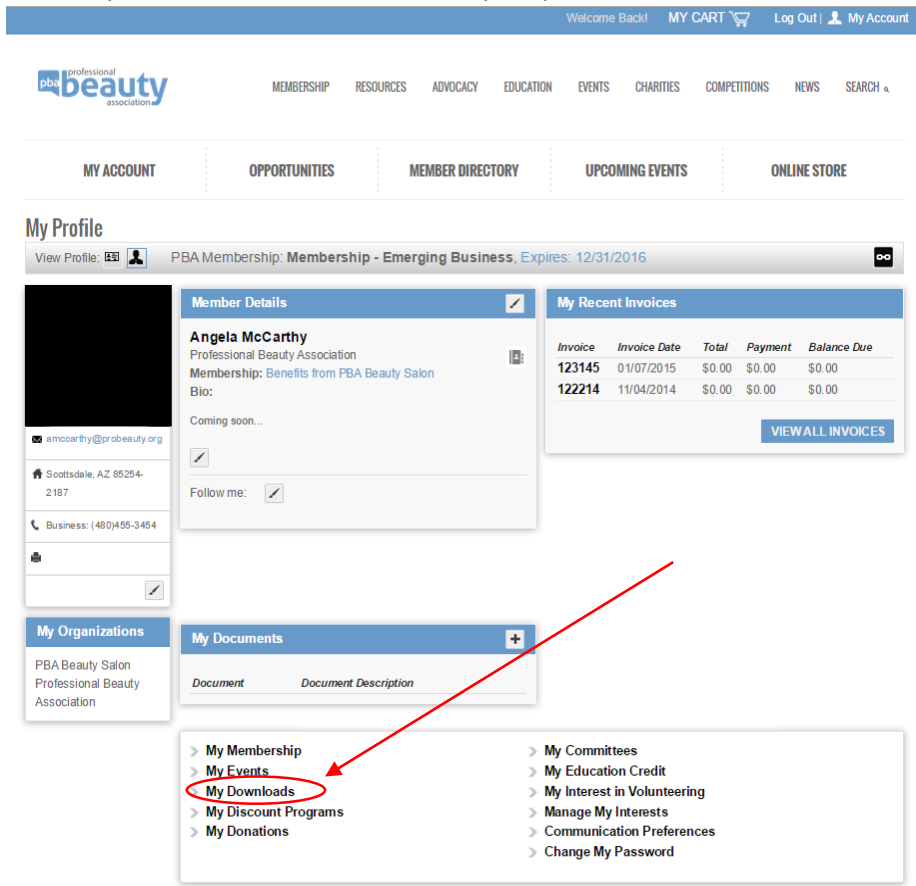 Welcome Back! MY CART Log Out | My Account
pba professional beauty association
MEMBERSHIP RESOURCES ADVOCACY EDUCATION EVENTS CHARITIES COMPETITIONS NEWS SEARCH
MY ACCOUNT OPPORTUNITIES MEMBER DIRECTORY UPCOMING EVENTS ONLINE STORE
My Profile
View Profile: PBA Membership: Membership - Emerging Business, Expires: 12/31/2016
Member Details
Angela McCarthy
Professional Beauty Association
Membership: Benefits from PBA Beauty Salon
Bio:
Coming soon...
Follow me:
My Recent Invoices
Invoice Invoice Date Total Payment Balance Due
123145 01/07/2015 $0.00 $0.00 $0.00
122214 11/04/2014 $0.00 $0.00 $0.00
VIEW ALL INVOICES
amccarthy@probeauty.org
Scottsdale, AZ 85254-
2187
Business: (480)455-3454
My Organizations
PBA Beauty Salon
Professional Beauty
Association
My Documents
Document Document Description
My Membership
My Events
My Downloads
My Discount Programs
My Donations
My Committees
My Education Credit
My Interest in Volunteering
Manage My Interests
Communication Preferences
Change My Password